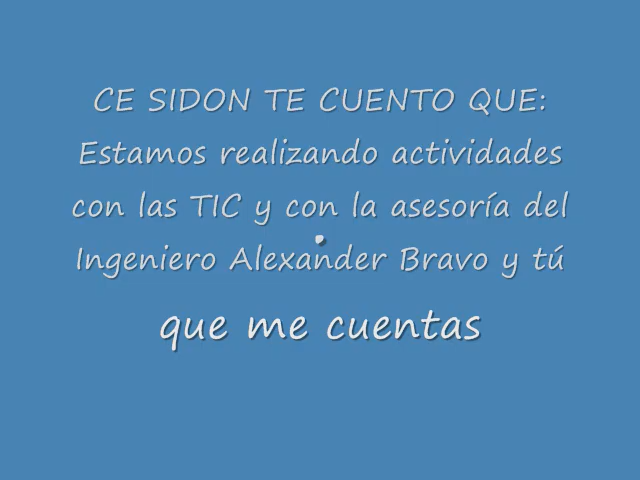 CE SIDON TE CUENTO QUE:
Estamos realizando actividades
con las TIC y con la asesoría del
Ingeniero Alexander Bravo y tú
que me cuentas